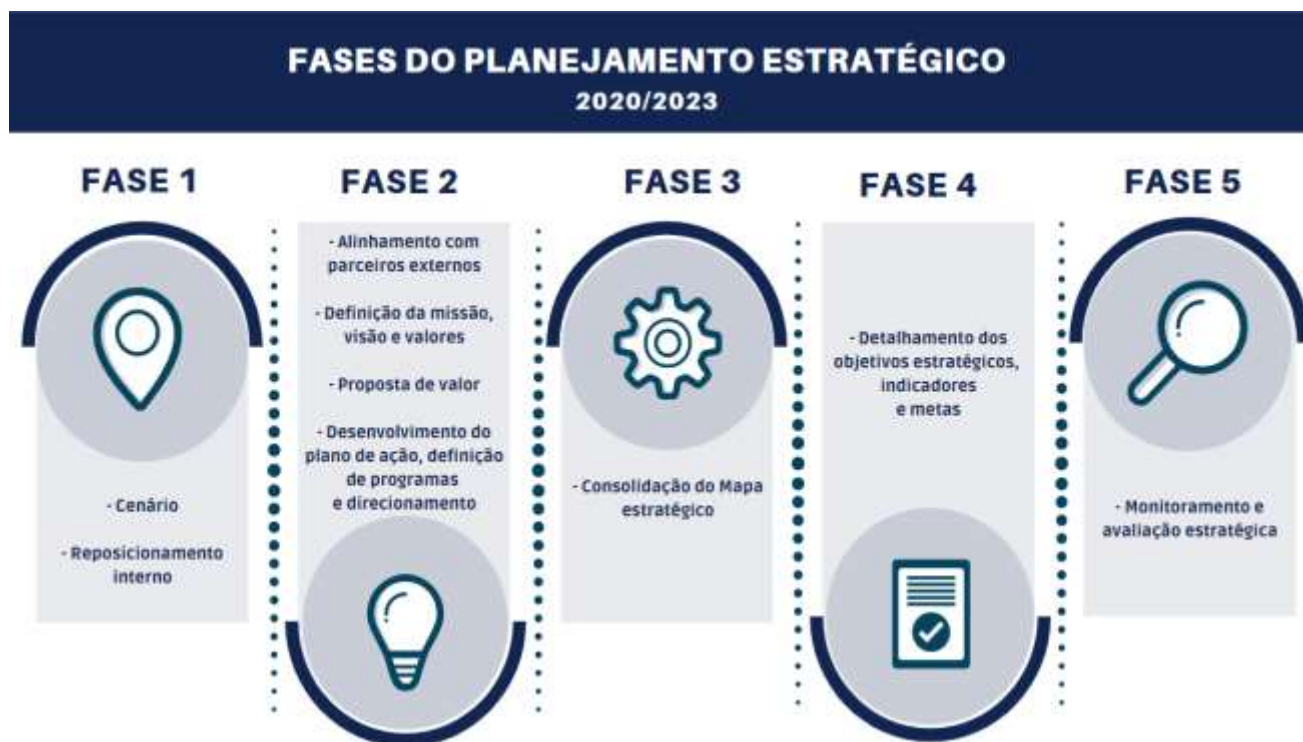 FASES DO PLANEJAMENTO ESTRATÉGICO
2020/2023
FASE 1
- Cenário
- Reposicionamento
interno
FASE 2
- Alinhamento com
parceiros externos
- Definição da missão,
visão e valores
- Proposta de valor
- Desenvolvimento do
plano de ação, definição
de programas
e direcionamento
FASE 3
- Consolidação do Mapa
estratégico
FASE 4
- Detalhamento dos
objetivos estratégicos,
indicadores
e metas
FASE 5
- Monitoramento e
avaliação estratégica